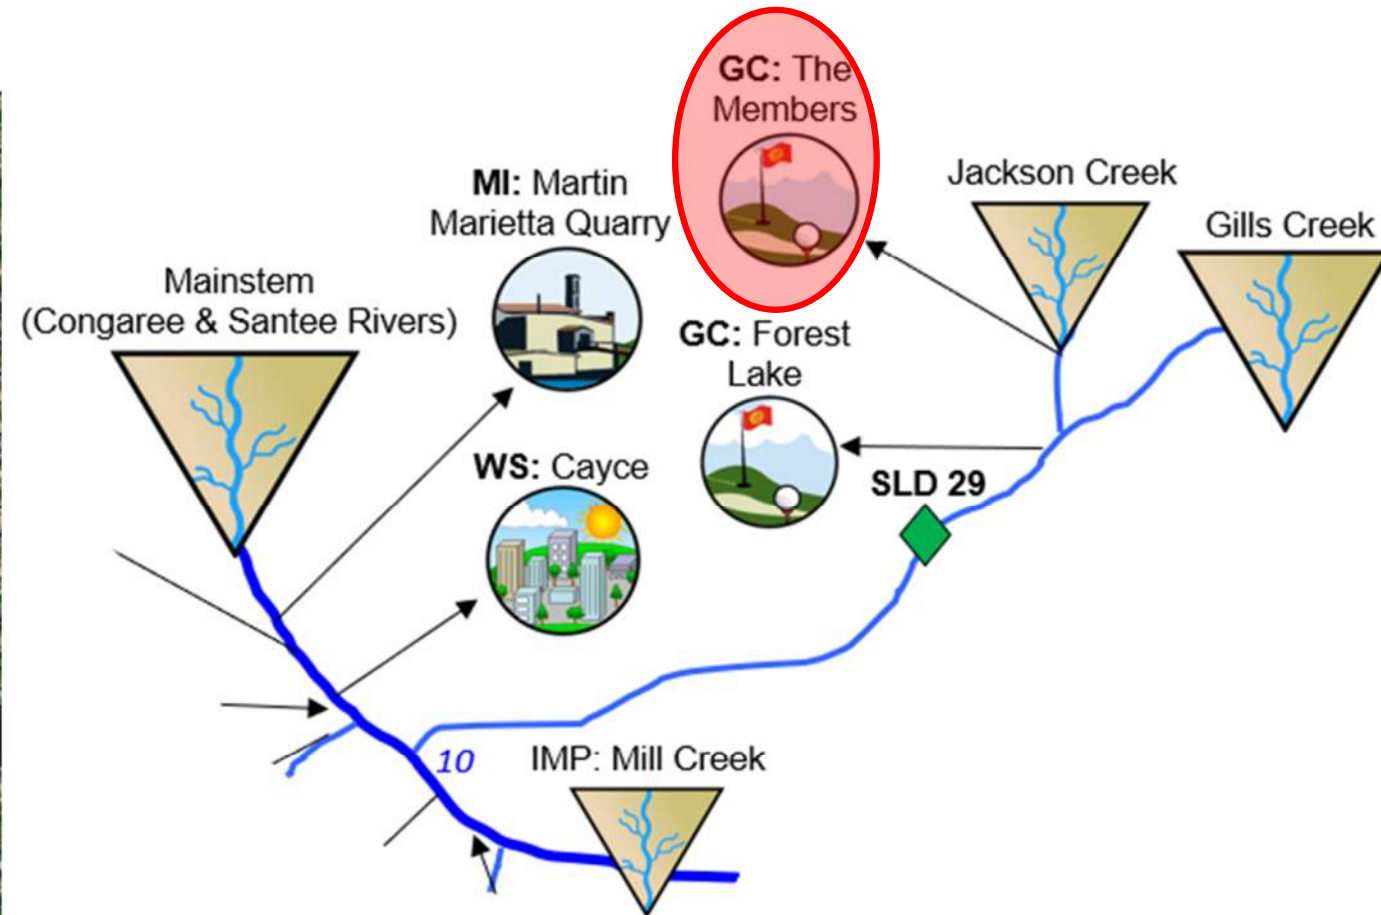 GC: The
Members
Jackson Creek
MI: Martin
Marietta Quarry
Gills Creek
Mainstem
(Congaree & Santee Rivers)
GC: Forest
Lake
WS: Cayce
SLD 29
10
IMP: Mill Creek